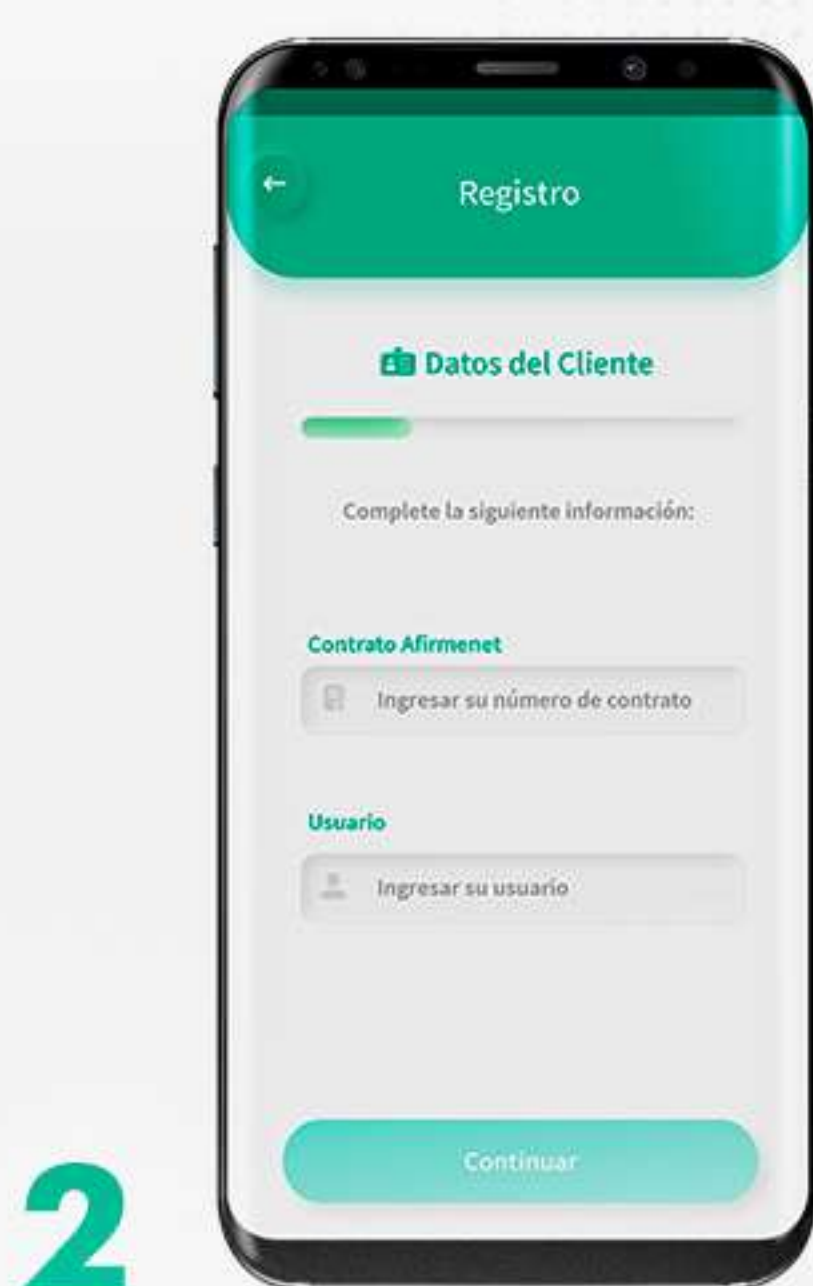 Registro
Datos del Cliente
Complete la siguiente información:
Contrato Afirmenet
Ingresar su número de contrato
Usuario
Ingresar su usuario
Continuar
2